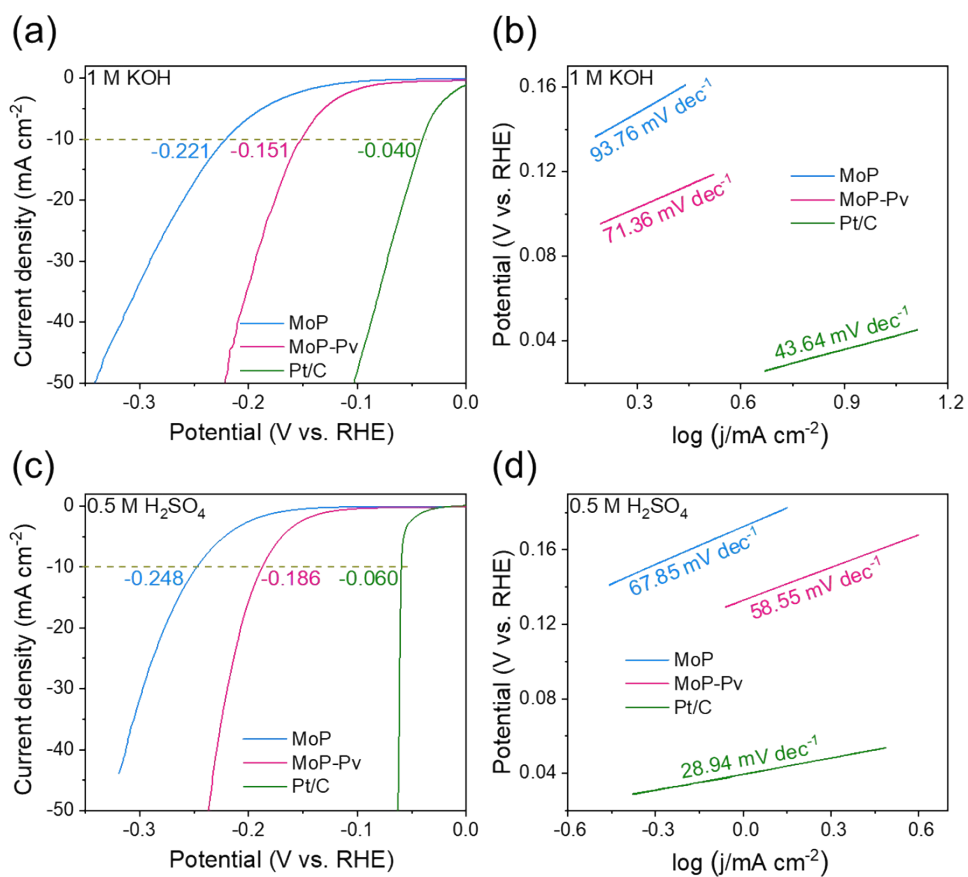 (a)
1 M KOH
0
-10
-20
-30
-40
-50
-0.3
-0.2
-0.1
0.0
Current density (mA cm⁻²)
Potential (V vs. RHE)
-0.221
-0.151
-0.040
MoP
MoP-Pv
Pt/C
(b)
1 M KOH
0.16
0.12
0.08
0.04
0.3
0.6
0.9
1.2
Potential (V vs. RHE)
log (j/mA cm⁻²)
93.76 mV dec⁻¹
71.36 mV dec⁻¹
43.64 mV dec⁻¹
MoP
MoP-Pv
Pt/C
(c)
0.5 M H₂SO₄
0
-10
-20
-30
-40
-50
-0.3
-0.2
-0.1
0.0
Current density (mA cm⁻²)
Potential (V vs. RHE)
-0.248
-0.186
-0.060
MoP
MoP-Pv
Pt/C
(d)
0.5 M H₂SO₄
0.16
0.12
0.08
0.04
-0.6
-0.3
0.0
0.3
0.6
Potential (V vs. RHE)
log (j/mA cm⁻²)
67.85 mV dec⁻¹
58.55 mV dec⁻¹
28.94 mV dec⁻¹
MoP
MoP-Pv
Pt/C